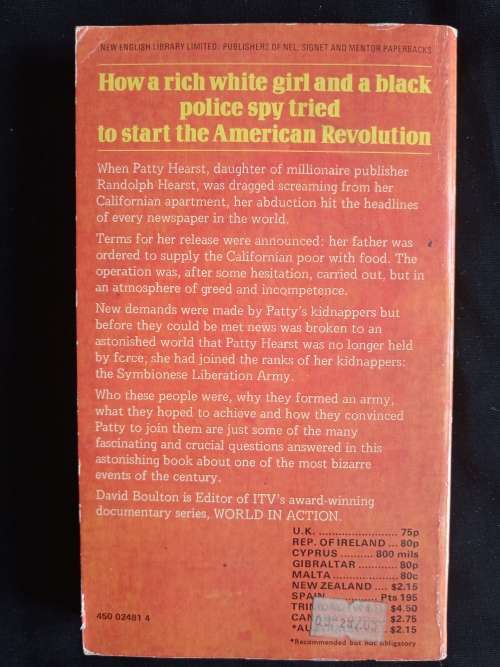 NEW ENGLISH LIBRARY LIMITED: PUBLISHERS OF NEL, SIGNET AND MENTOR PAPERBACKS
How a rich white girl and a black
police spy tried
to start the American Revolution
When Patty Hearst, daughter of millionaire publisher
Randolph Hearst, was dragged screaming from her
Californian apartment, her abduction hit the headlines
of every newspaper in the world.
Terms for her release were announced: her father was
ordered to supply the Californian poor with food. The
operation was, after some hesitation, carried out, but in
an atmosphere of greed and incompetence.
New demands were made by Patty's kidnappers but
before they could be met news was broken to an
astonished world that Patty Hearst was no longer held
by force; she had joined the ranks of her kidnappers:
the Symbionese Liberation Army.
Who these people were, why they formed an army,
what they hoped to achieve and how they convinced
Patty to join them are just some of the many
fascinating and crucial questions answered in this
astonishing book about one of the most bizarre
events of the century.
David Boulton is Editor of ITV's award-winning
documentary series, WORLD IN ACTION.
U.K. ........................ 75p
REP. OF IRELAND ... 80p
CYPRUS .......... 800 mils
GIBRALTAR ............ 80p
MALTA .................... 80c
NEW ZEALAND .... $2.15
SPAIN ............ Pts 195
TRI $4.50
CAN $2.75
*AU $2.15
*Recommended but not obligatory
450 02481 4